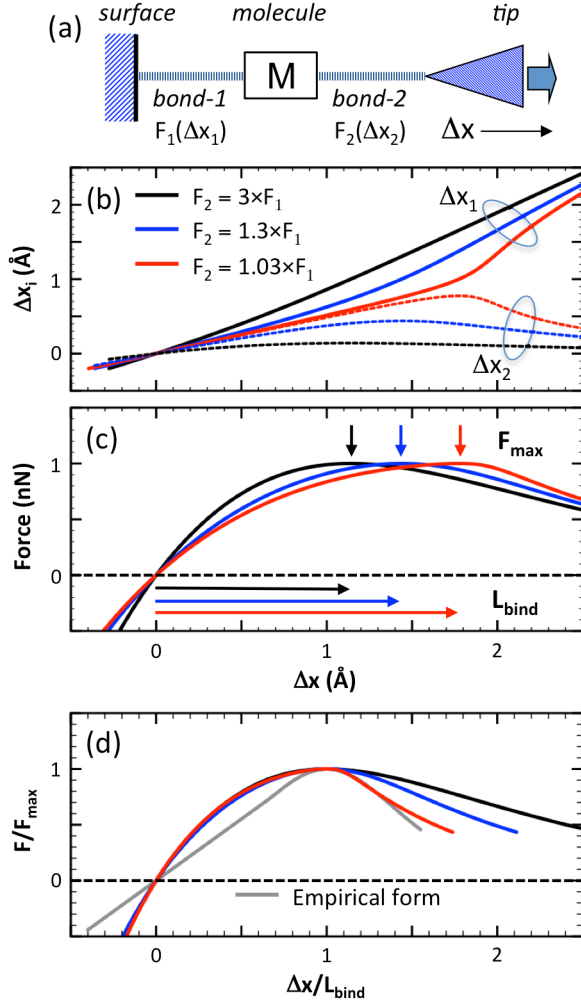 surface molecule tip
(a)
M
bond-1 bond-2
F₁(Δx₁) F₂(Δx₂) Δx
(b)
F₂ = 3×F₁
F₂ = 1.3×F₁
F₂ = 1.03×F₁
Δx₁
Δx₂
Δxᵢ (Å)
2
1
0
(c)
Fmax
Force (nN)
1
0
Lbind
0 1 2
Δx (Å)
(d)
F/Fmax
1
0
Empirical form
0 1 2
Δx/Lbind